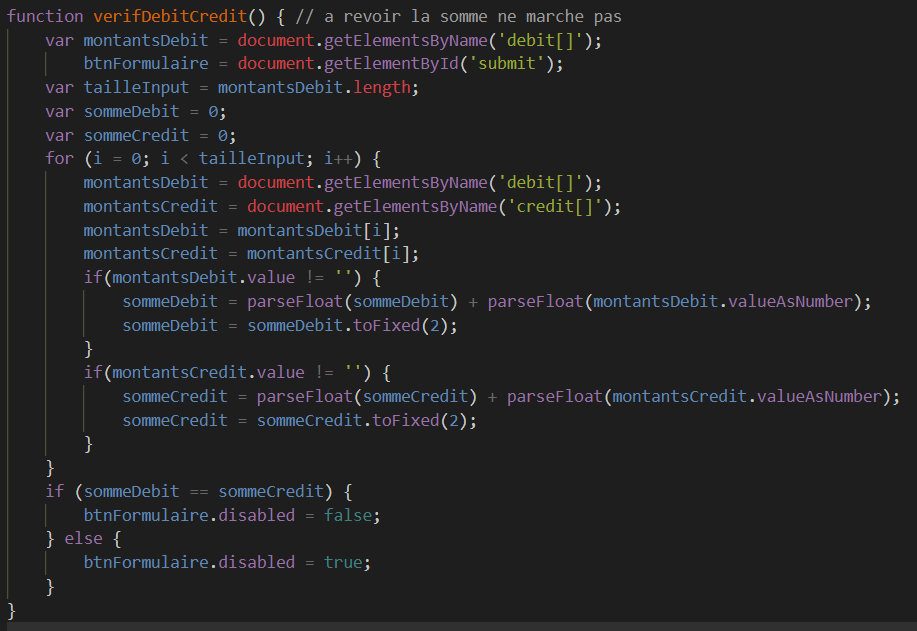 function verifDebitCredit() { // a revoir la somme ne marche pas
    var montantsDebit = document.getElementsByName('debit[]');
        btnFormulaire = document.getElementById('submit');
    var tailleInput = montantsDebit.length;
    var sommeDebit = 0;
    var sommeCredit = 0;
    for (i = 0; i < tailleInput; i++) {
        montantsDebit = document.getElementsByName('debit[]');
        montantsCredit = document.getElementsByName('credit[]');
        montantsDebit = montantsDebit[i];
        montantsCredit = montantsCredit[i];
        if(montantsDebit.value != '') {
            sommeDebit = parseFloat(sommeDebit) + parseFloat(montantsDebit.valueAsNumber);
            sommeDebit = sommeDebit.toFixed(2);
        }
        if(montantsCredit.value != '') {
            sommeCredit = parseFloat(sommeCredit) + parseFloat(montantsCredit.valueAsNumber);
            sommeCredit = sommeCredit.toFixed(2);
        }
    }
    if (sommeDebit == sommeCredit) {
        btnFormulaire.disabled = false;
    } else {
        btnFormulaire.disabled = true;
    }
}